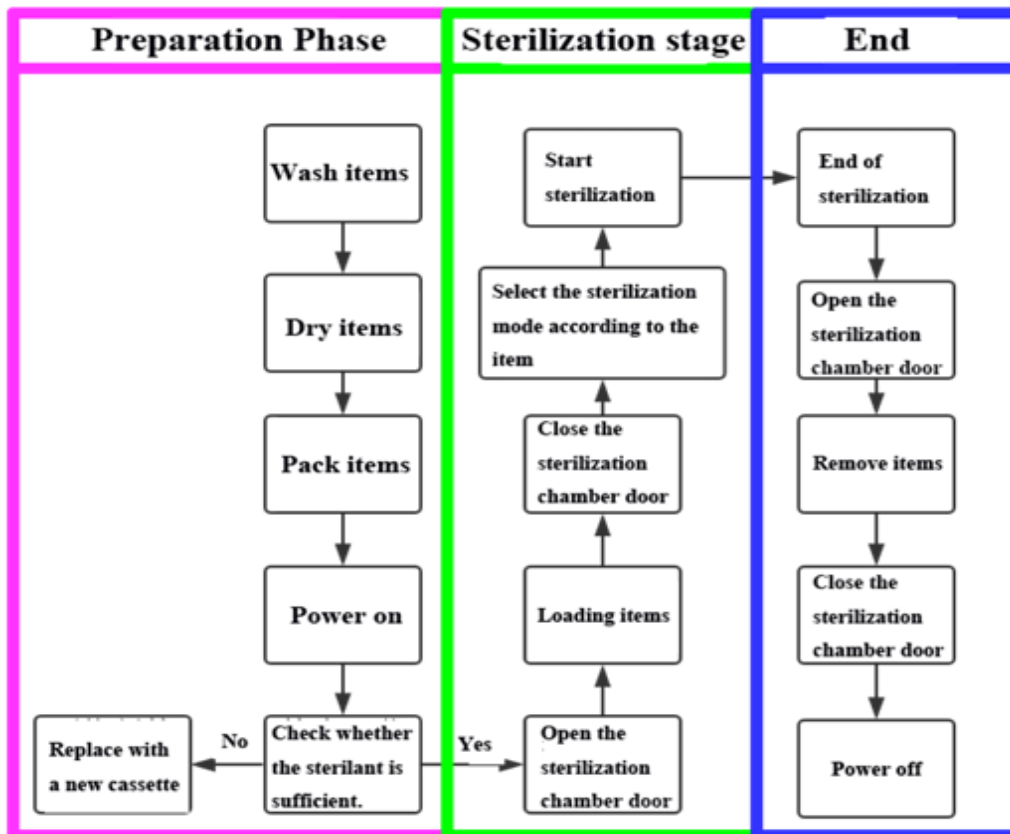 Preparation Phase
Wash items
Dry items
Pack items
Power on
Check whether
the sterilant is
sufficient.
No
Replace with
a new cassette
Yes
Sterilization stage
Open the
sterilization
chamber door
Loading items
Close the
sterilization
chamber door
Select the sterilization
mode according to the
item
Start
sterilization
End
End of
sterilization
Open the
sterilization
chamber door
Remove items
Close the
sterilization
chamber door
Power off